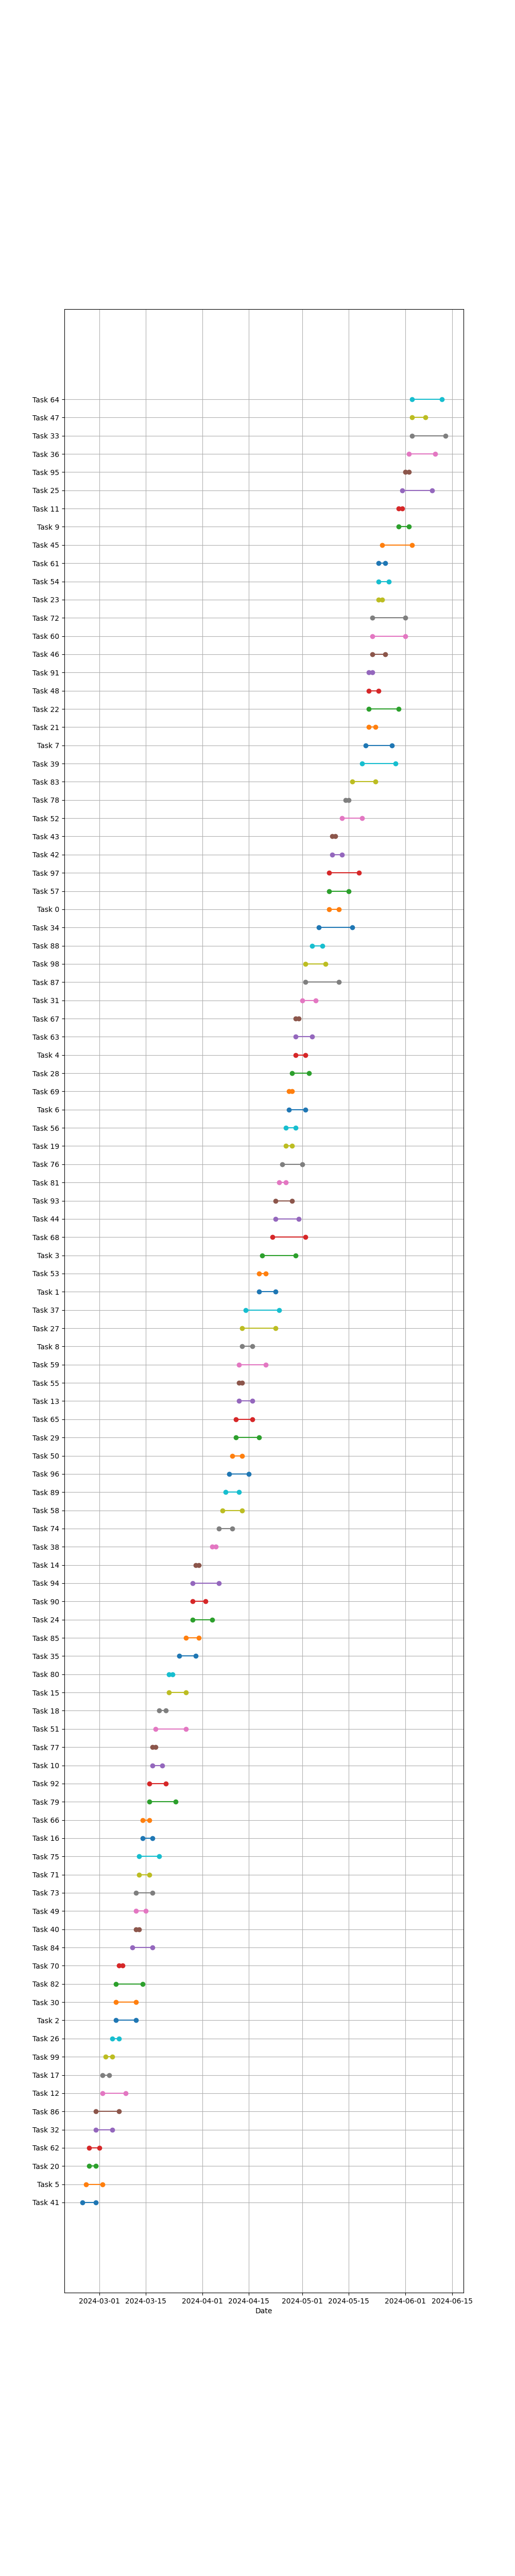 Task 64
Task 47
Task 33
Task 36
Task 95
Task 25
Task 11
Task 9
Task 45
Task 61
Task 54
Task 23
Task 72
Task 60
Task 46
Task 91
Task 48
Task 22
Task 21
Task 7
Task 39
Task 83
Task 78
Task 52
Task 43
Task 42
Task 97
Task 57
Task 0
Task 34
Task 88
Task 98
Task 87
Task 31
Task 67
Task 63
Task 4
Task 28
Task 69
Task 6
Task 56
Task 19
Task 76
Task 81
Task 93
Task 44
Task 68
Task 3
Task 53
Task 1
Task 37
Task 27
Task 8
Task 59
Task 55
Task 13
Task 65
Task 29
Task 50
Task 96
Task 89
Task 58
Task 74
Task 38
Task 14
Task 94
Task 90
Task 24
Task 85
Task 35
Task 80
Task 15
Task 18
Task 51
Task 77
Task 10
Task 92
Task 79
Task 66
Task 16
Task 75
Task 71
Task 73
Task 49
Task 40
Task 84
Task 70
Task 82
Task 30
Task 2
Task 26
Task 99
Task 17
Task 12
Task 86
Task 32
Task 62
Task 20
Task 5
Task 41
2024-03-01 2024-03-15 2024-04-01 2024-04-15 2024-05-01 2024-05-15 2024-06-01 2024-06-15
Date